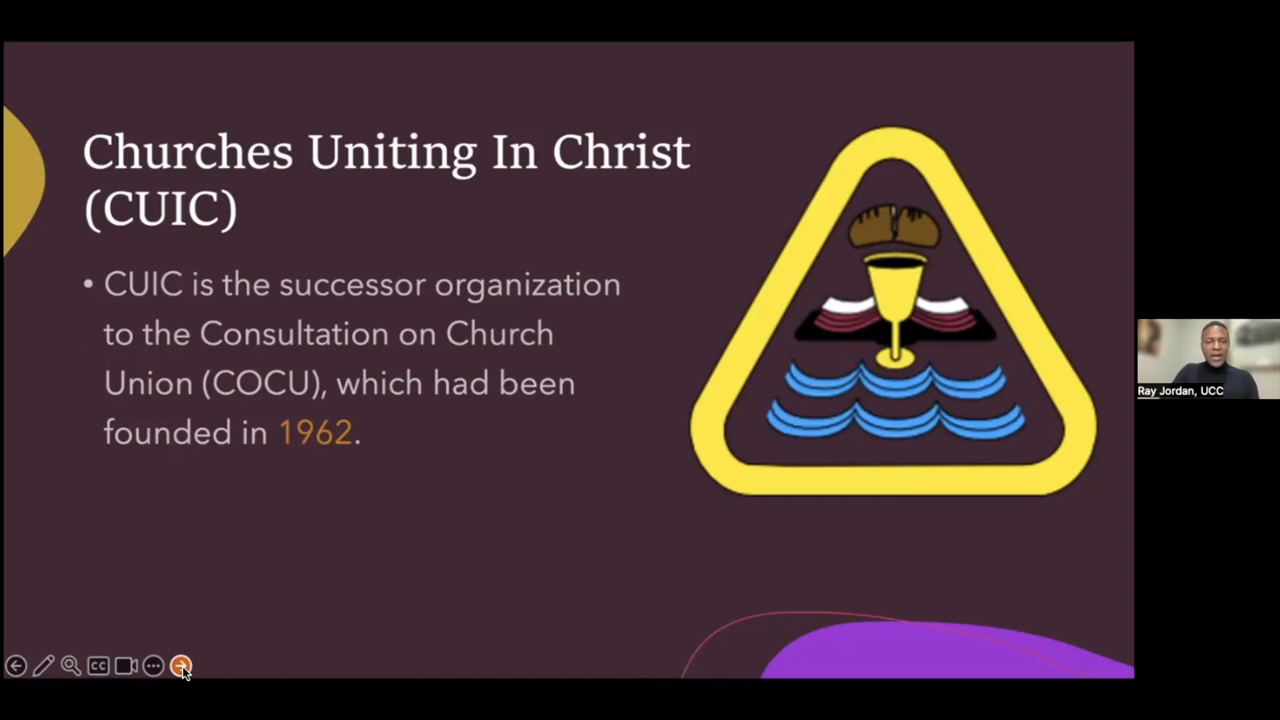 Churches Uniting In Christ
(CUIC)
• CUIC is the successor organization
to the Consultation on Church
Union (COCU), which had been
founded in 1962.
Ray Jordan, UCC
CC